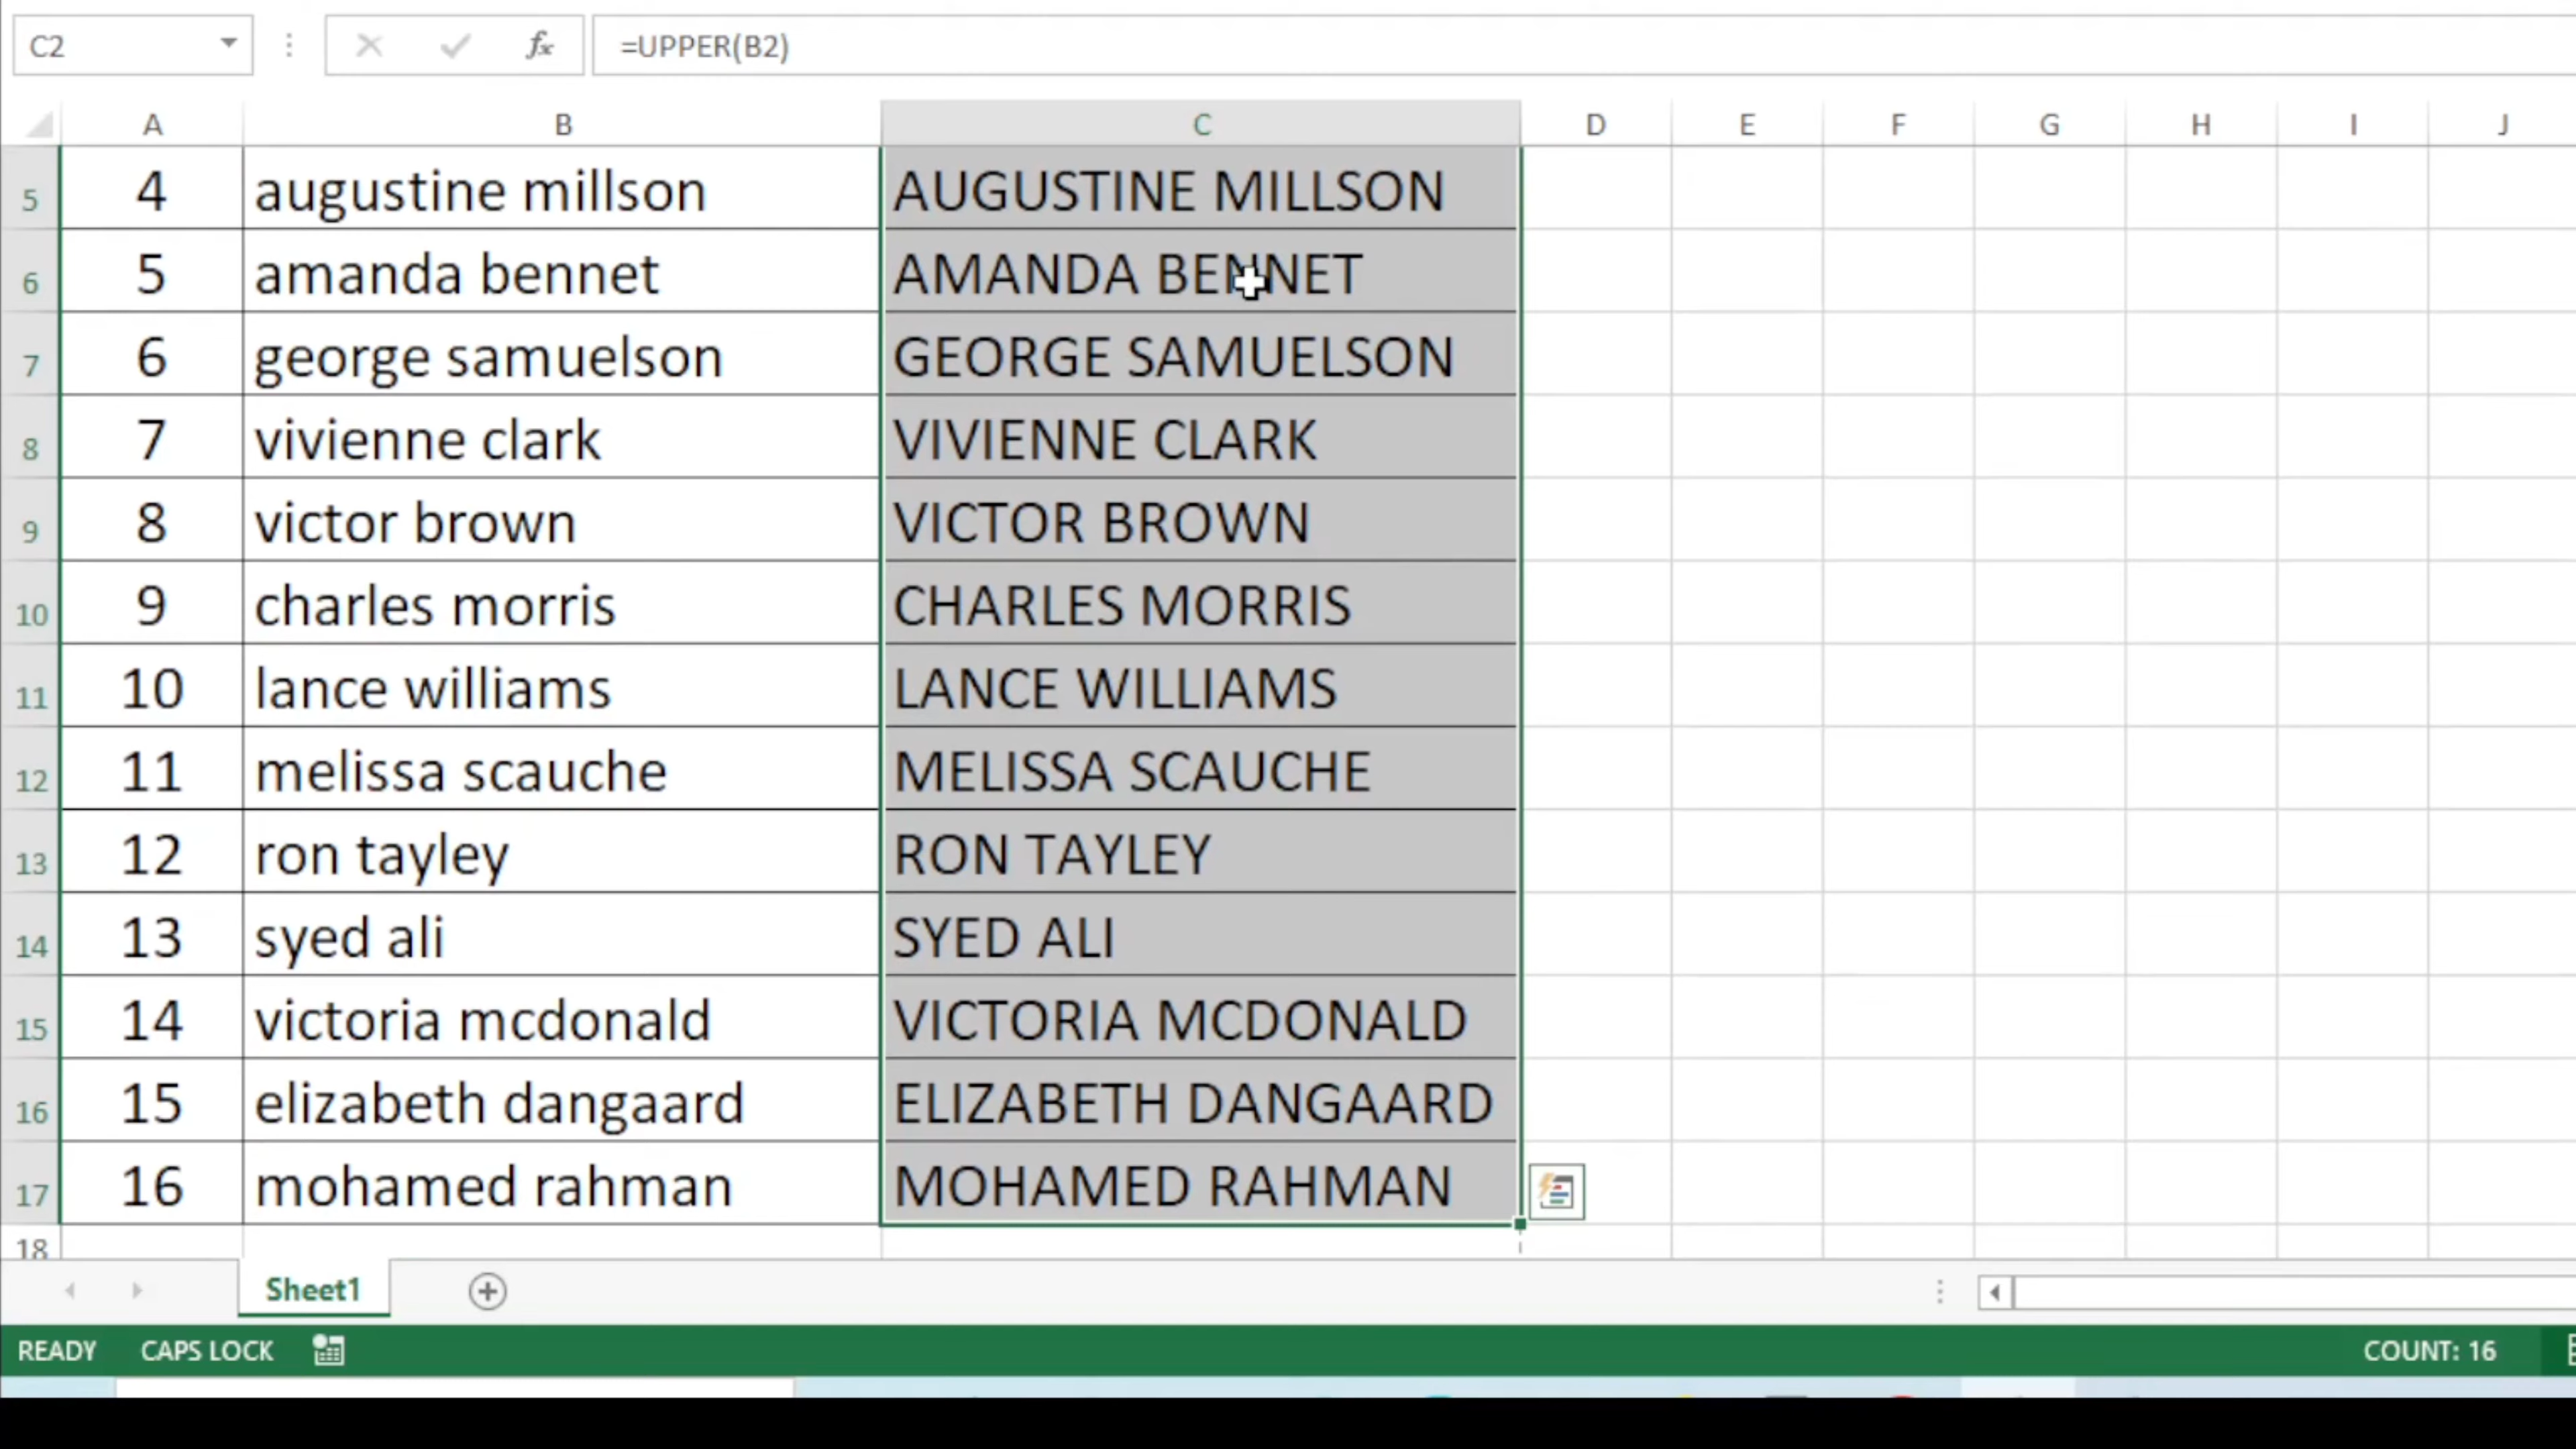 C2 fx =UPPER(B2)
A B C D E F G H I J
5 4 augustine millson AUGUSTINE MILLSON
6 5 amanda bennet AMANDA BENNET
7 6 george samuelson GEORGE SAMUELSON
8 7 vivienne clark VIVIENNE CLARK
9 8 victor brown VICTOR BROWN
10 9 charles morris CHARLES MORRIS
11 10 lance williams LANCE WILLIAMS
12 11 melissa scauche MELISSA SCAUCHE
13 12 ron tayley RON TAYLEY
14 13 syed ali SYED ALI
15 14 victoria mcdonald VICTORIA MCDONALD
16 15 elizabeth dangaard ELIZABETH DANGAARD
17 16 mohamed rahman MOHAMED RAHMAN
18
Sheet1
READY CAPS LOCK COUNT: 16